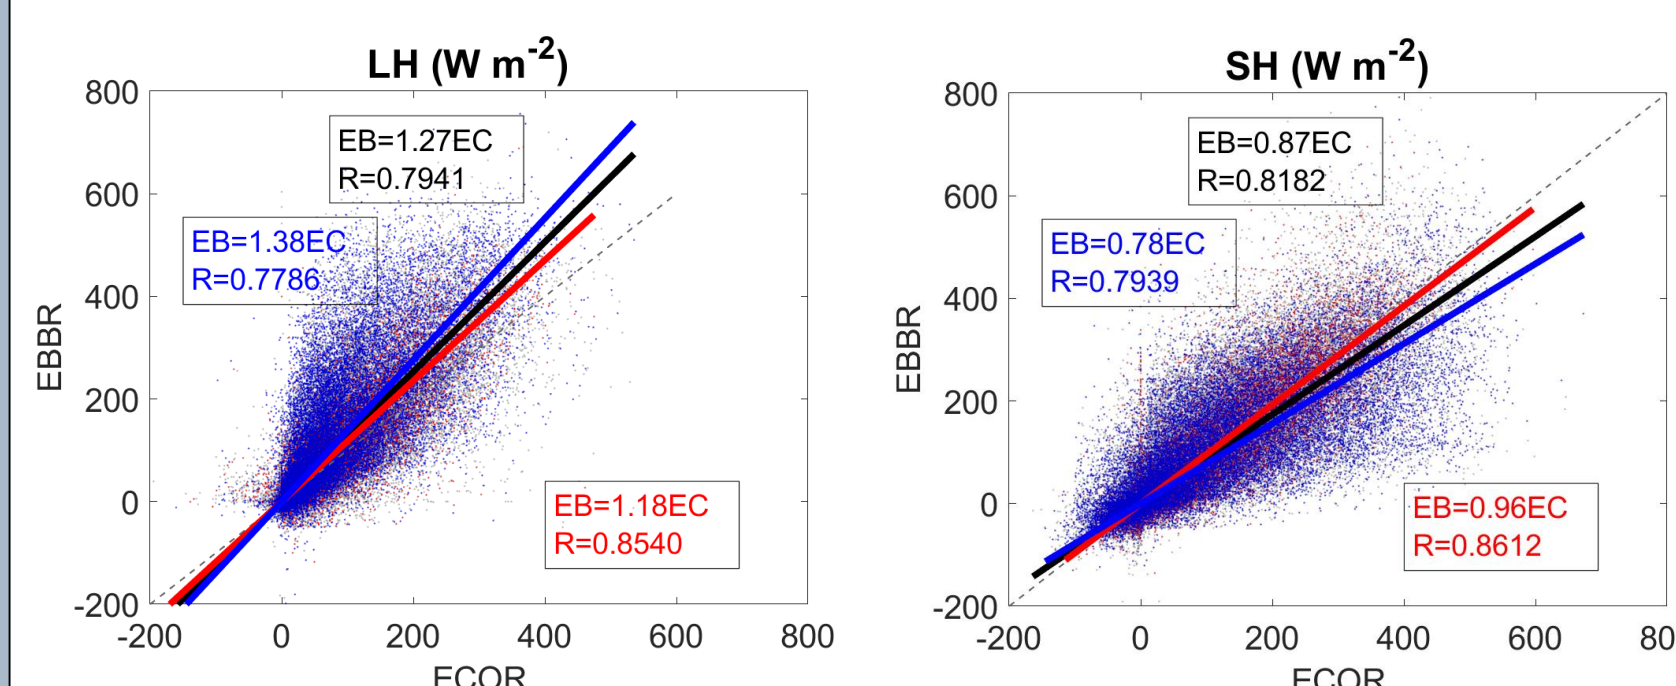 LH (W m-2)
800
600
400
200
0
-200
-200 0 200 400 600 800
EBBR
ECOR
EB=1.27EC
R=0.7941
EB=1.38EC
R=0.7786
EB=1.18EC
R=0.8540
SH (W m-2)
800
600
400
200
0
-200
-200 0 200 400 600 80
EBBR
ECOR
EB=0.87EC
R=0.8182
EB=0.78EC
R=0.7939
EB=0.96EC
R=0.8612